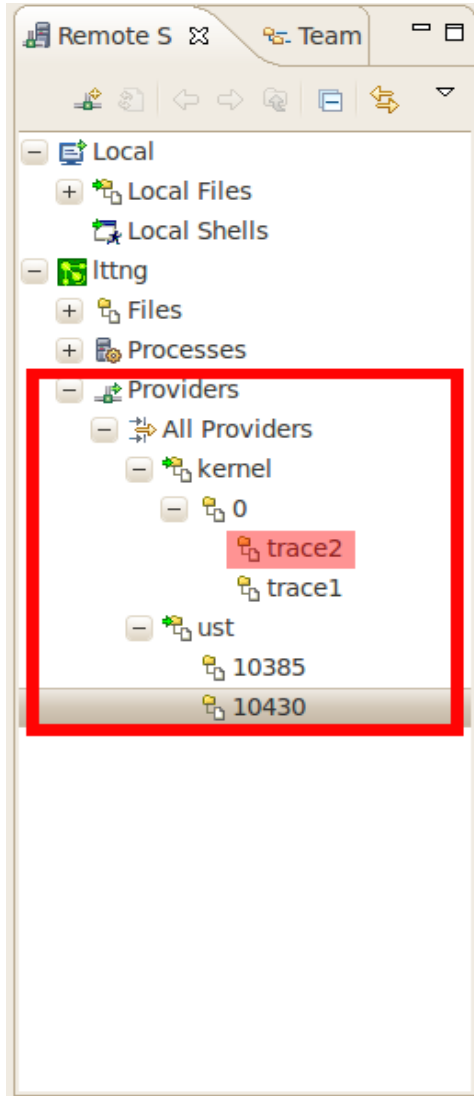 Remote S Team
Local
Local Files
Local Shells
lttng
Files
Processes
Providers
All Providers
kernel
0
trace2
trace1
ust
10385
10430